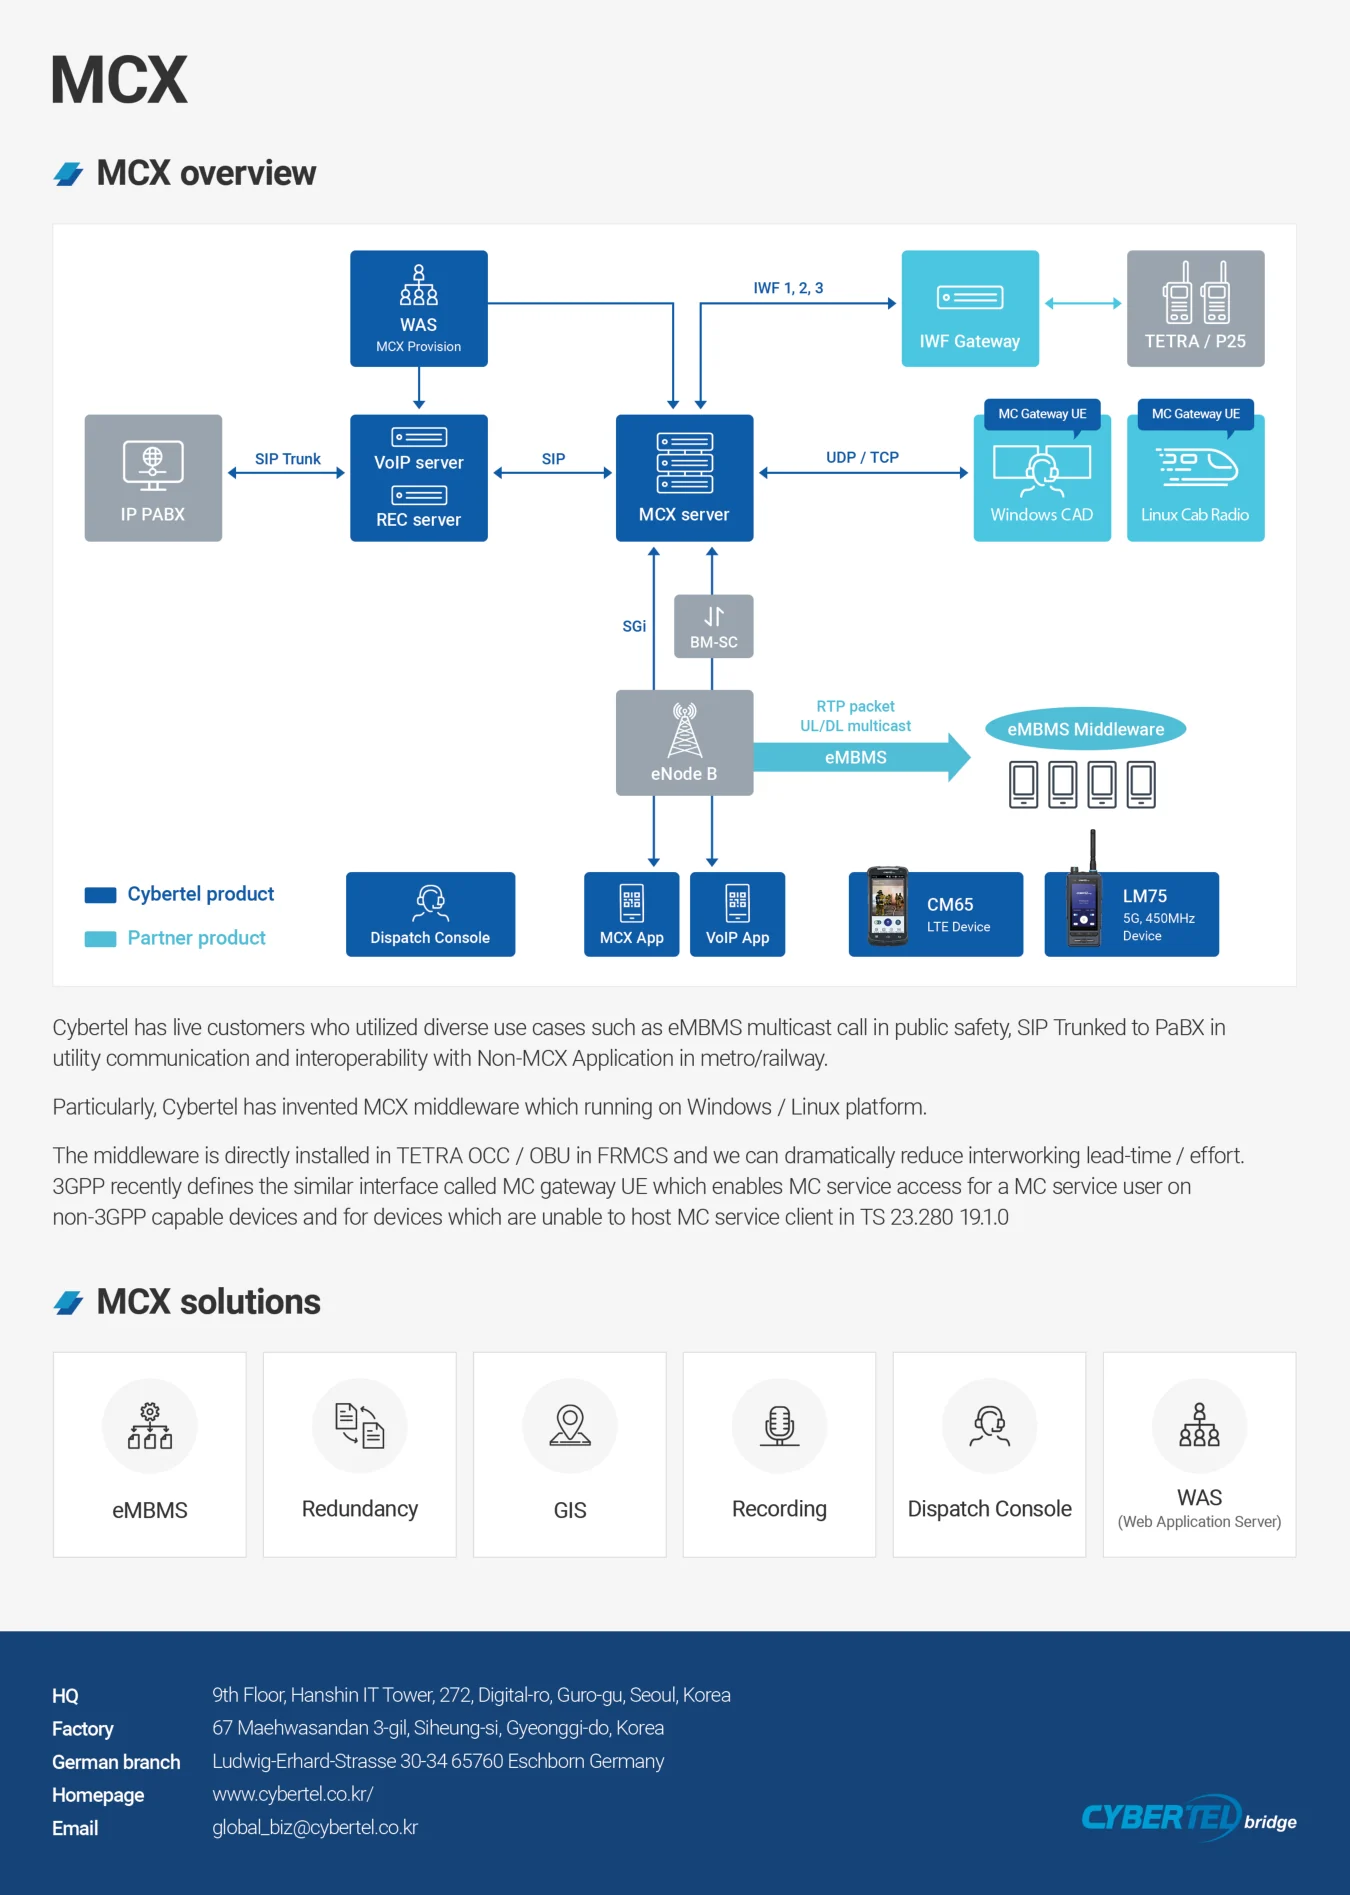 MCX
MCX overview
WAS
MCX Provision
IWF 1, 2, 3
IWF Gateway
TETRA / P25
IP PABX
SIP Trunk
VoIP server
REC server
SIP
MCX server
UDP / TCP
MC Gateway UE
Windows CAD
MC Gateway UE
Linux Cab Radio
SGi
BM-SC
eNode B
RTP packet
UL/DL multicast
eMBMS
eMBMS Middleware
Cybertel product
Partner product
Dispatch Console
MCX App
VoIP App
CM65
LTE Device
LM75
5G, 450MHz
Device
Cybertel has live customers who utilized diverse use cases such as eMBMS multicast call in public safety, SIP Trunked to PaBX in
utility communication and interoperability with Non-MCX Application in metro/railway.
Particularly, Cybertel has invented MCX middleware which running on Windows / Linux platform.
The middleware is directly installed in TETRA OCC / OBU in FRMCS and we can dramatically reduce interworking lead-time / effort.
3GPP recently defines the similar interface called MC gateway UE which enables MC service access for a MC service user on
non-3GPP capable devices and for devices which are unable to host MC service client in TS 23.280 19.1.0
MCX solutions
eMBMS
Redundancy
GIS
Recording
Dispatch Console
WAS
(Web Application Server)
HQ 9th Floor, Hanshin IT Tower, 272, Digital-ro, Guro-gu, Seoul, Korea
Factory 67 Maehwasandan 3-gil, Siheung-si, Gyeonggi-do, Korea
German branch Ludwig-Erhard-Strasse 30-34 65760 Eschborn Germany
Homepage www.cybertel.co.kr/
Email global_biz@cybertel.co.kr
CYBERTEL bridge